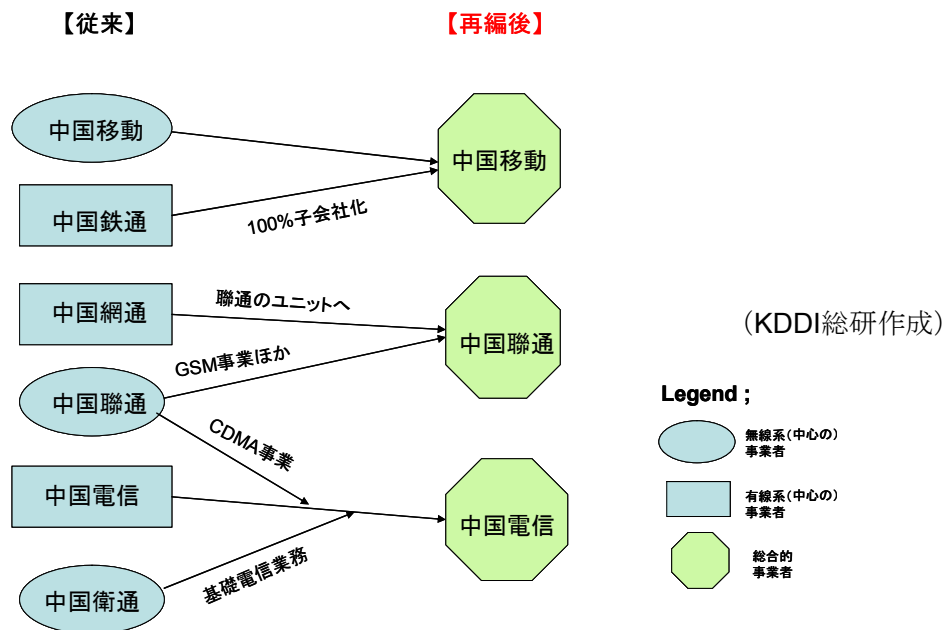 【従来】
【再編後】
中国移動
中国鉄通
100%子会社化
中国移動
中国網通
聯通のユニットへ
中国聯通
GSM事業ほか
中国聯通
CDMA事業
中国電信
中国衛通
基礎電信業務
中国電信
（KDDI総研作成）
Legend ;
無線系（中心の）
事業者
有線系（中心の）
事業者
総合的
事業者